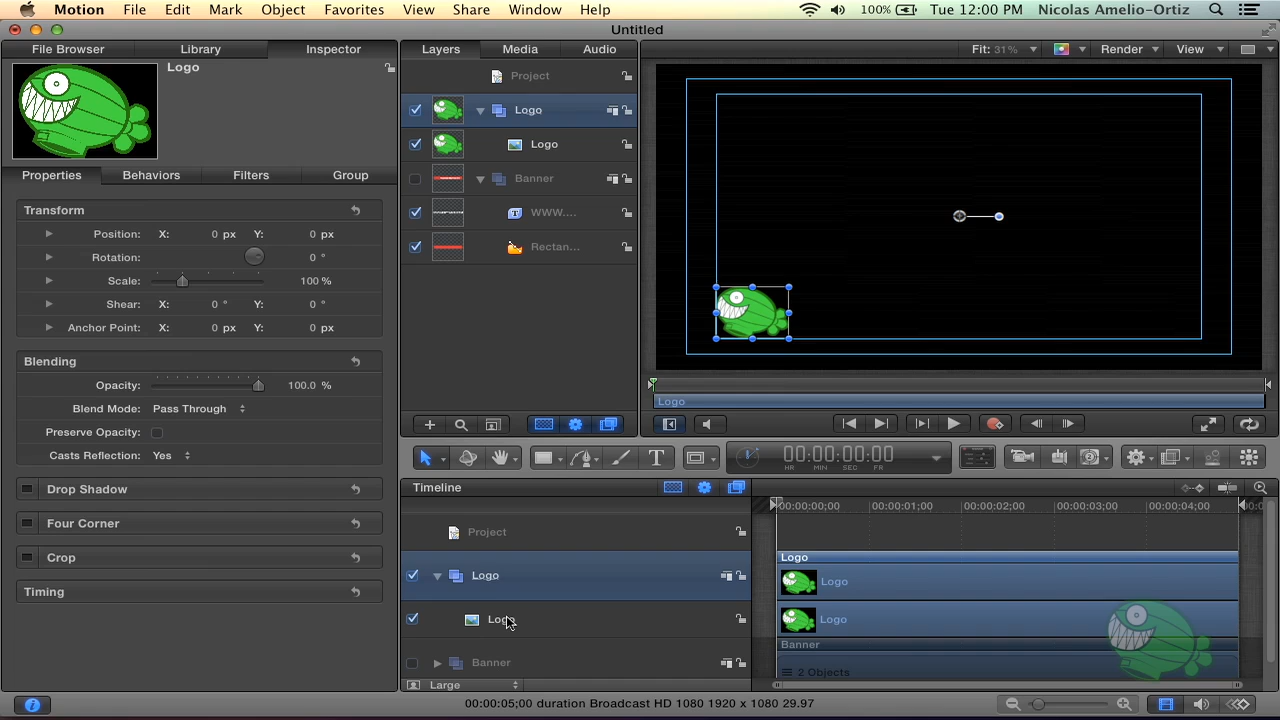 Motion File Edit Mark Object Favorites View Share Window Help 100% Tue 12:00 PM Nicolas Amelio-Ortiz
Untitled
File Browser Library Inspector Layers Media Audio Fit: 31% Render View
Logo
Project
Logo
Logo
Banner
WWW....
Rectan...
Properties Behaviors Filters Group
Transform
Position: X: 0 px Y: 0 px
Rotation: 0 °
Scale: 100 %
Shear: X: 0 ° Y: 0 °
Anchor Point: X: 0 px Y: 0 px
Blending
Opacity: 100.0 %
Blend Mode: Pass Through
Preserve Opacity:
Casts Reflection: Yes
Drop Shadow
Four Corner
Crop
Timing
Logo
00:00:00:00
HR MIN SEC FR
T
Timeline
00:00:00;00 00:00:01;00 00:00:02;00 00:00:03;00 00:00:04;00
Project
Logo
Logo
Banner
Large
Logo
Logo
Logo
Banner
2 Objects
00:00:05;00 duration Broadcast HD 1080 1920 x 1080 29.97